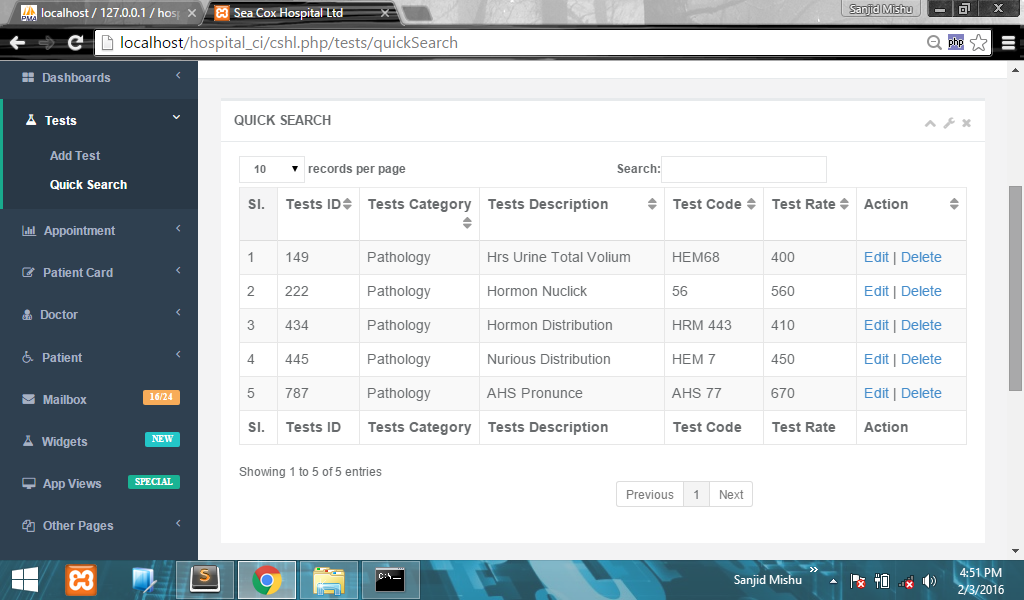 localhost / 127.0.0.1 / hosp
Sea Cox Hospital Ltd
Sanjid Mishu
localhost/hospital_ci/cshl.php/tests/quickSearch
php
Dashboards
Tests
Add Test
Quick Search
Appointment
Patient Card
Doctor
Patient
Mailbox 16/24
Widgets NEW
App Views SPECIAL
Other Pages
QUICK SEARCH
10 records per page Search:
Sl. Tests ID Tests Category Tests Description Test Code Test Rate Action
1 149 Pathology Hrs Urine Total Volium HEM68 400 Edit | Delete
2 222 Pathology Hormon Nuclick 56 560 Edit | Delete
3 434 Pathology Hormon Distribution HRM 443 410 Edit | Delete
4 445 Pathology Nurious Distribution HEM 7 450 Edit | Delete
5 787 Pathology AHS Pronunce AHS 77 670 Edit | Delete
Sl. Tests ID Tests Category Tests Description Test Code Test Rate Action
Showing 1 to 5 of 5 entries
Previous 1 Next
Sanjid Mishu
4:51 PM
2/3/2016